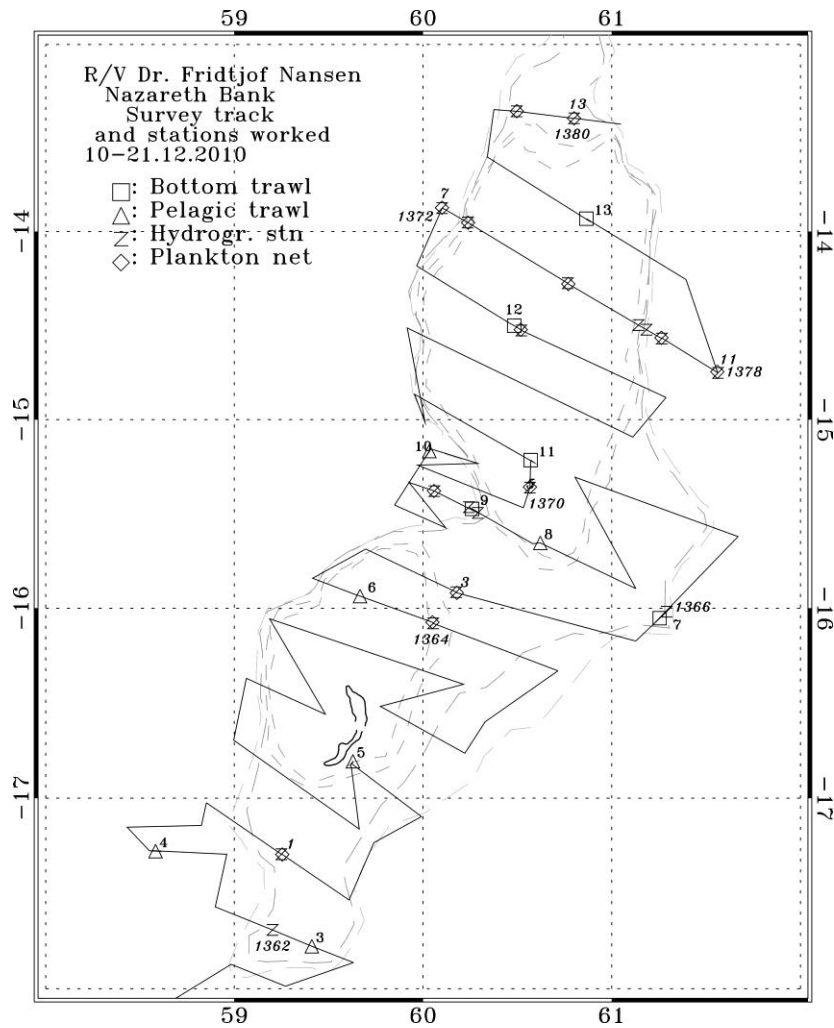 59 60 61
R/V Dr. Fridtjof Nansen
Nazareth Bank
Survey track
and stations worked
10-21.12.2010
: Bottom trawl
: Pelagic trawl
: Hydrogr. stn
: Plankton net
13
1380
7
1372
13
-14 -14
12
11
1378
-15 -15
10
11
5
1370
9
8
3
6
1366
7
-16 -16
1364
5
-17 -17
4
1
1362
3
59 60 61